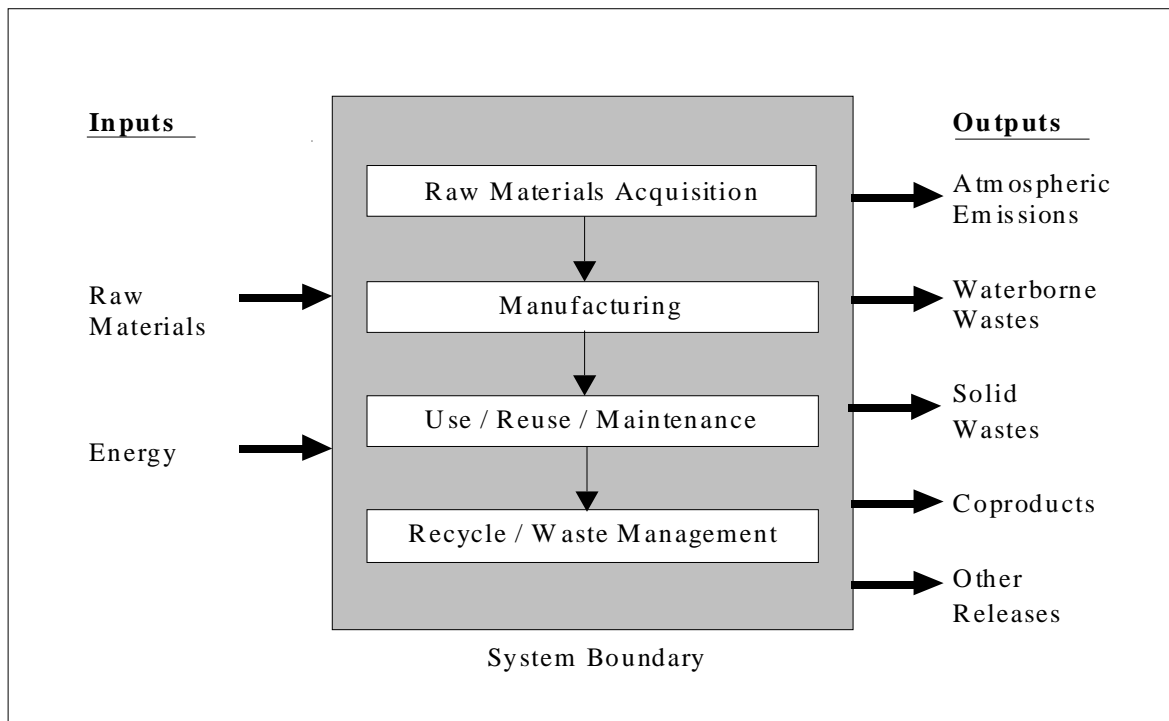 Inputs
Raw
Materials
Energy
Raw Materials Acquisition
Manufacturing
Use / Reuse / Maintenance
Recycle / Waste Management
System Boundary
Outputs
Atmospheric
Emissions
Waterborne
Wastes
Solid
Wastes
Coproducts
Other
Releases